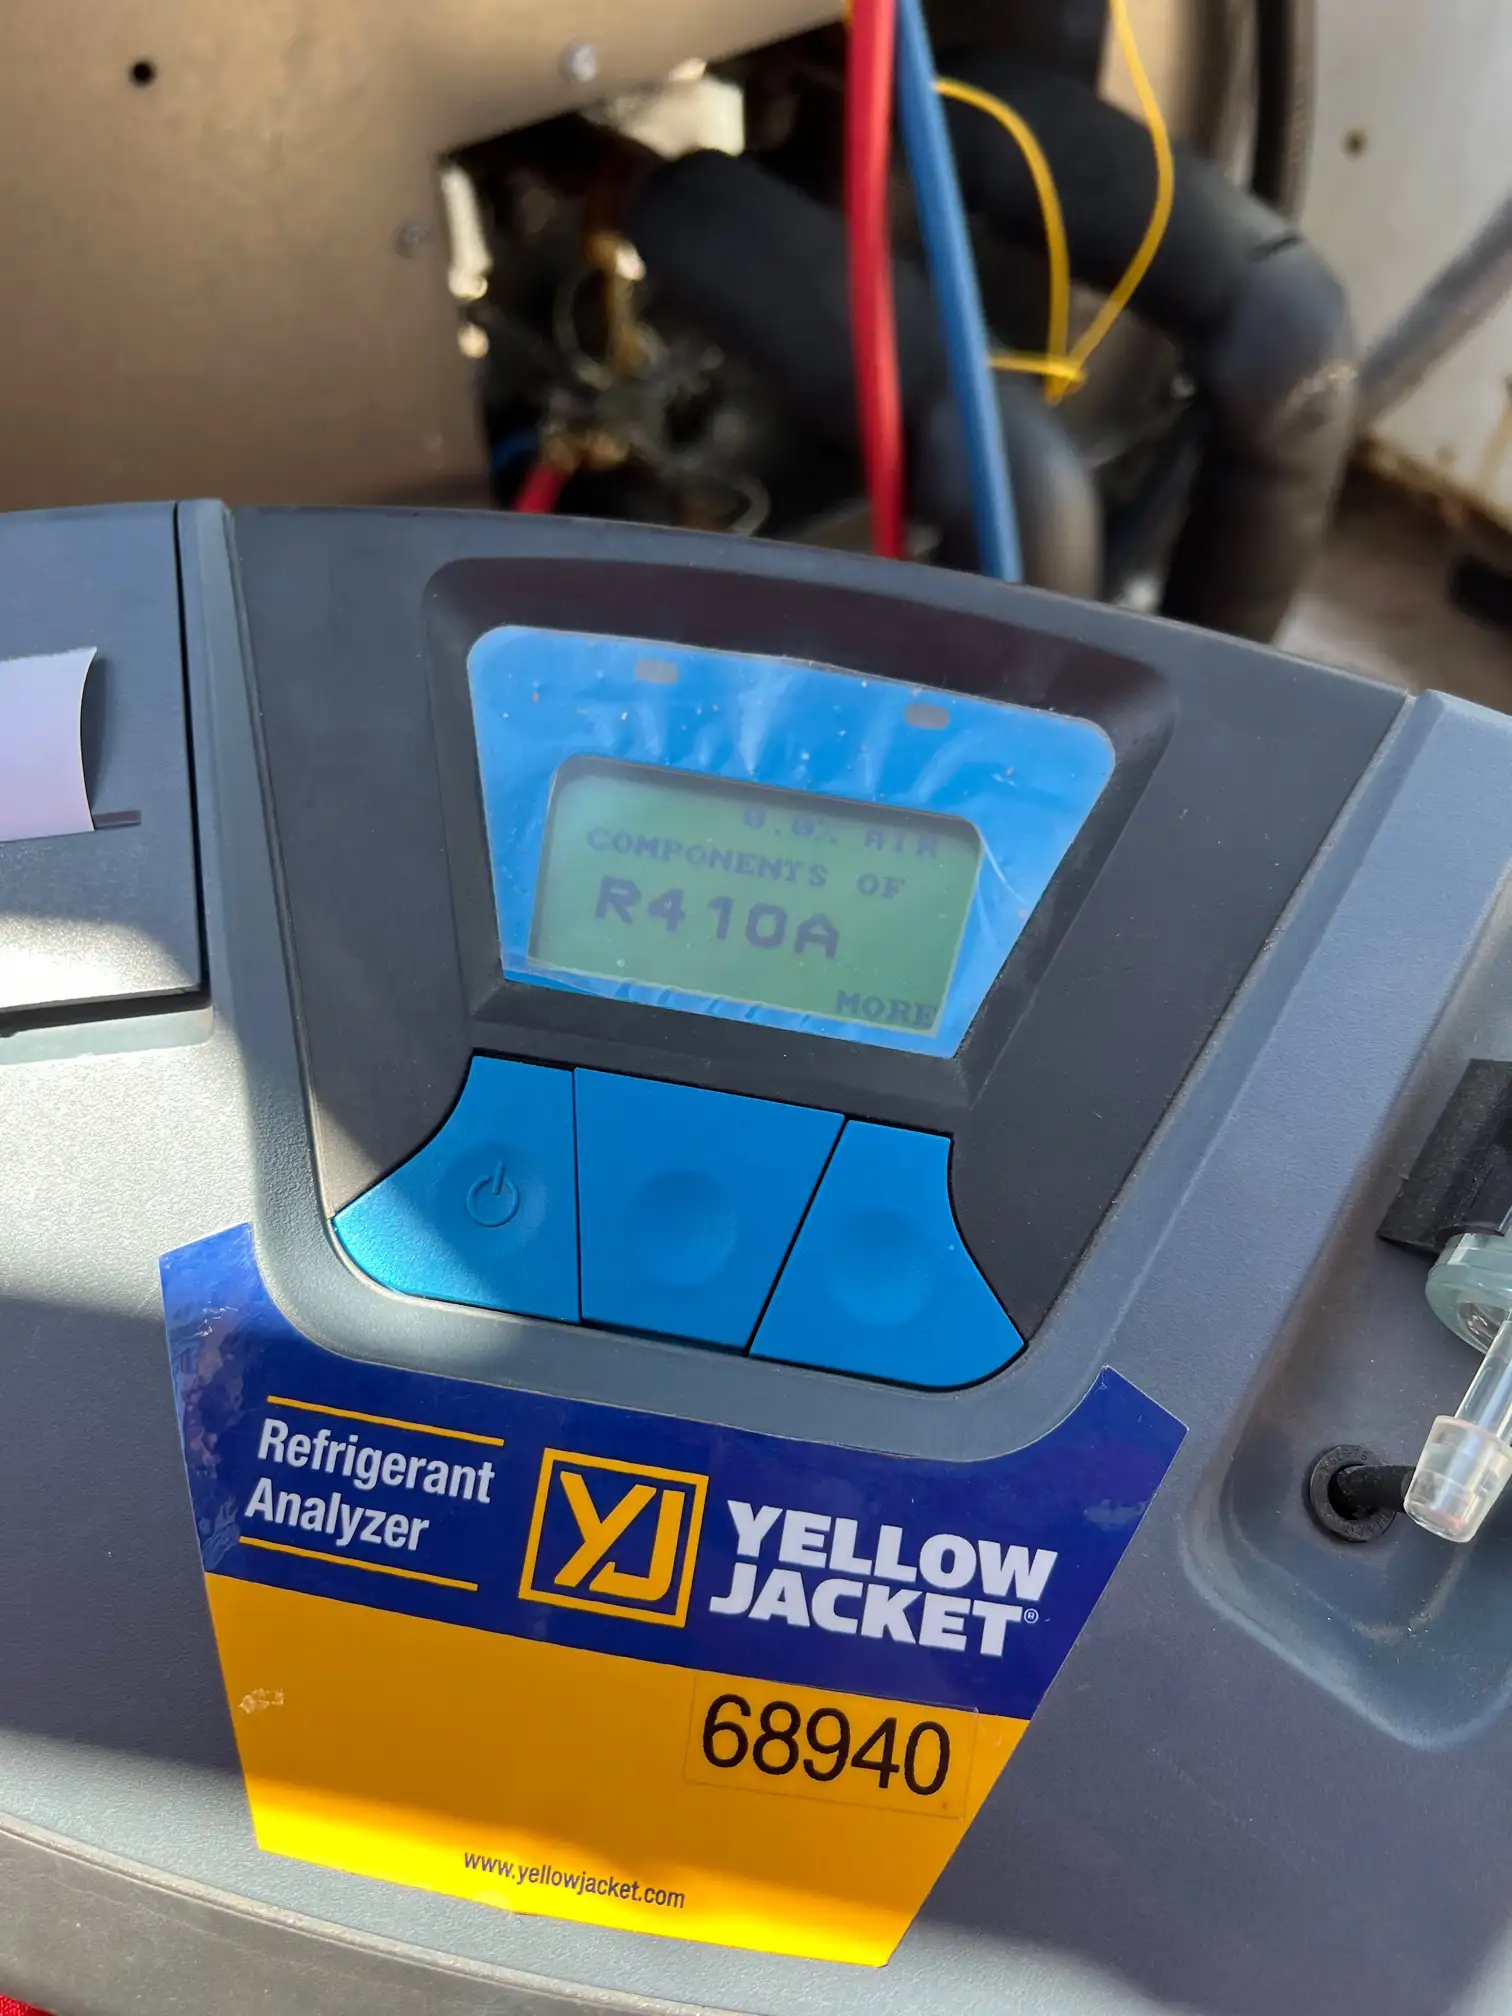 0.0% AIR
COMPONENTS OF
R410A
MORE
Refrigerant
Analyzer
YJ
YELLOW
JACKET®
68940
www.yellowjacket.com